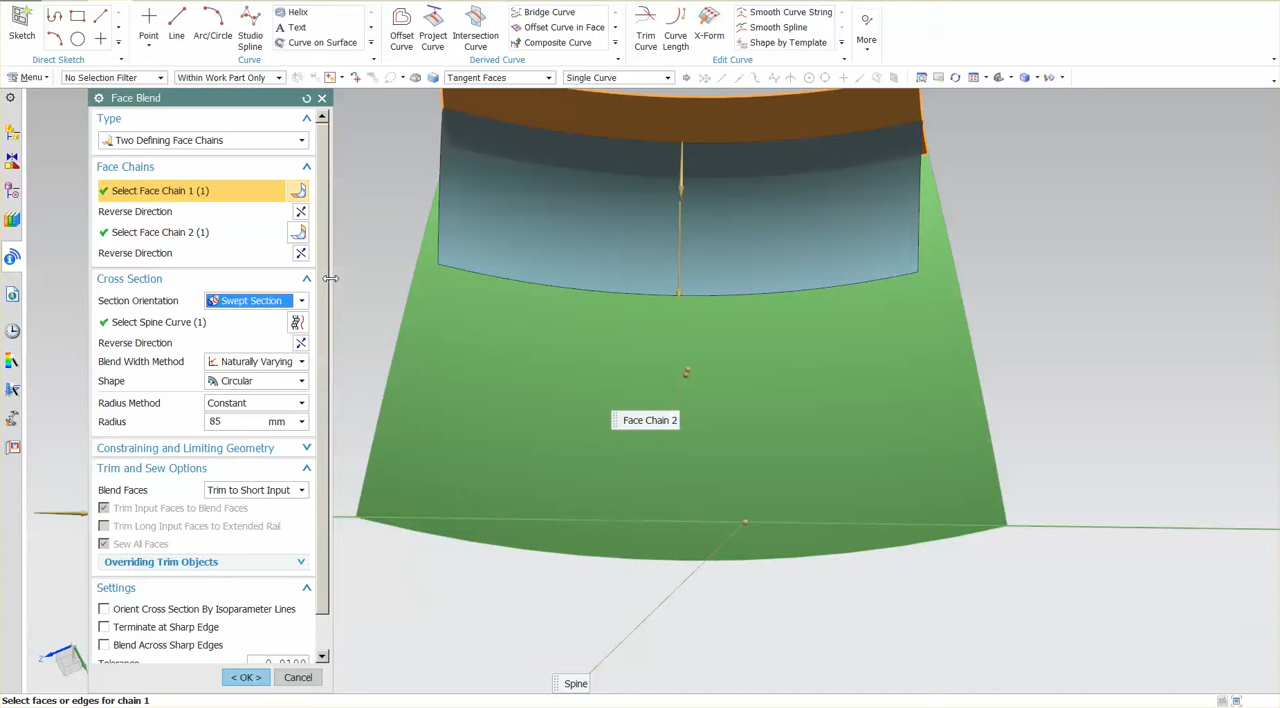 Sketch
Direct Sketch
Point
Line
Arc/Circle
Studio
Spline
Helix
Text
Curve on Surface
Curve
Offset
Curve
Project
Curve
Intersection
Curve
Bridge Curve
Offset Curve in Face
Composite Curve
Derived Curve
Trim
Curve
Curve
Length
X-Form
Smooth Curve String
Smooth Spline
Shape by Template
Edit Curve
More
Menu
No Selection Filter
Within Work Part Only
Tangent Faces
Single Curve
Face Blend
Type
Two Defining Face Chains
Face Chains
Select Face Chain 1 (1)
Reverse Direction
Select Face Chain 2 (1)
Reverse Direction
Cross Section
Section Orientation
Swept Section
Select Spine Curve (1)
Reverse Direction
Blend Width Method
Naturally Varying
Shape
Circular
Radius Method
Constant
Radius
85
mm
Constraining and Limiting Geometry
Trim and Sew Options
Blend Faces
Trim to Short Input
Trim Input Faces to Blend Faces
Trim Long Input Faces to Extended Rail
Sew All Faces
Overriding Trim Objects
Settings
Orient Cross Section By Isoparameter Lines
Terminate at Sharp Edge
Blend Across Sharp Edges
< OK >
Cancel
Face Chain 2
Spine
Z
Select faces or edges for chain 1